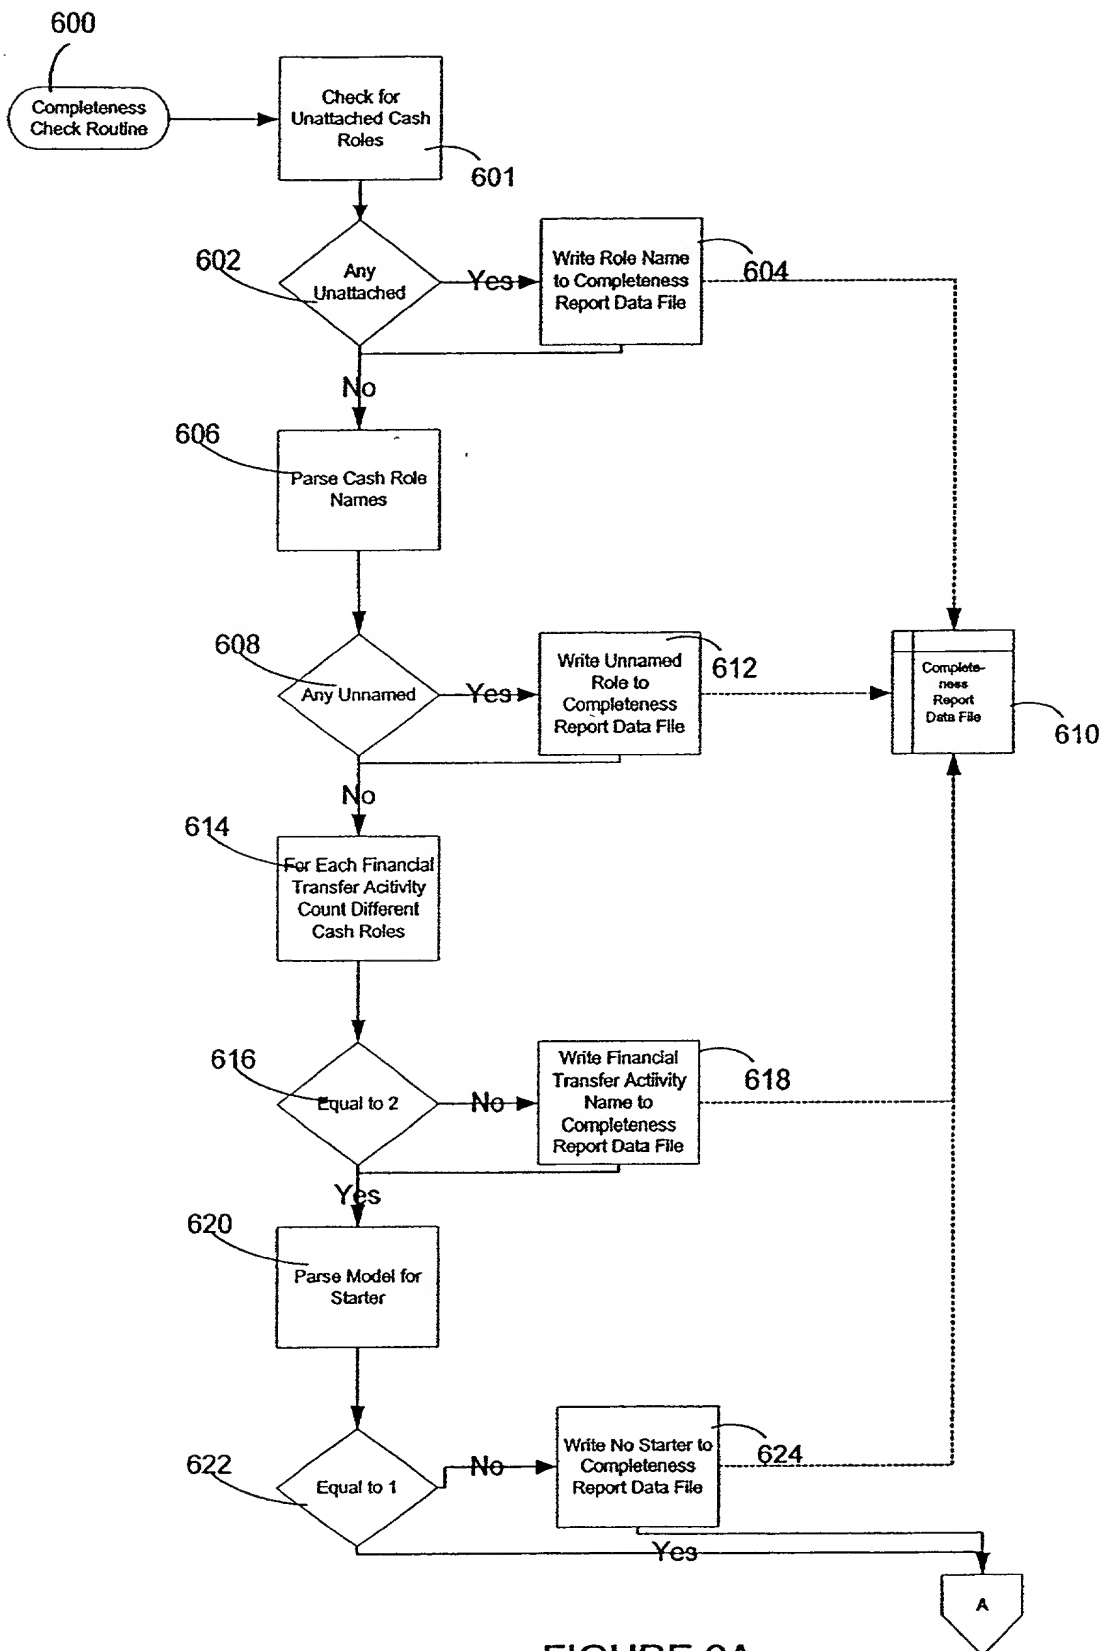 600
Completeness
Check Routine
Check for
Unattached Cash
Roles
601
602
Any
Unattached
Yes
Write Role Name
to Completeness
Report Data File
604
No
606
Parse Cash Role
Names
608
Any Unnamed
Yes
Write Unnamed
Role to
Completeness
Report Data File
612
Complete-
ness
Report
Data File
610
No
614
For Each Financial
Transfer Acitivity
Count Different
Cash Roles
616
Equal to 2
No
Write Financial
Transfer Actiivity
Name to
Completeness
Report Data File
618
Yes
620
Parse Model for
Starter
622
Equal to 1
No
Write No Starter to
Completeness
Report Data File
624
Yes
A